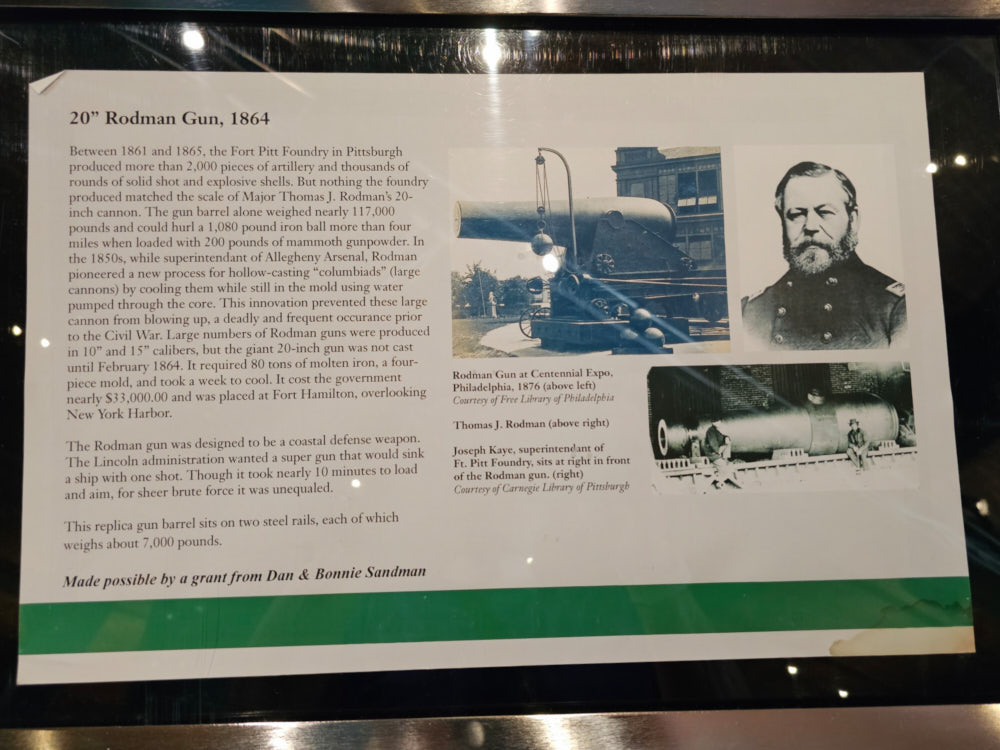 20” Rodman Gun, 1864
Between 1861 and 1865, the Fort Pitt Foundry in Pittsburgh
produced more than 2,000 pieces of artillery and thousands of
rounds of solid shot and explosive shells. But nothing the foundry
produced matched the scale of Major Thomas J. Rodman’s 20-
inch cannon. The gun barrel alone weighed nearly 117,000
pounds and could hurl a 1,080 pound iron ball more than four
miles when loaded with 200 pounds of mammoth gunpowder. In
the 1850s, while superintendant of Allegheny Arsenal, Rodman
pioneered a new process for hollow-casting “columbiads” (large
cannons) by cooling them while still in the mold using water
pumped through the core. This innovation prevented these large
cannon from blowing up, a deadly and frequent occurance prior
to the Civil War. Large numbers of Rodman guns were produced
in 10” and 15” calibers, but the giant 20-inch gun was not cast
until February 1864. It required 80 tons of molten iron, a four-
piece mold, and took a week to cool. It cost the government
nearly $33,000.00 and was placed at Fort Hamilton, overlooking
New York Harbor.
The Rodman gun was designed to be a coastal defense weapon.
The Lincoln administration wanted a super gun that would sink
a ship with one shot. Though it took nearly 10 minutes to load
and aim, for sheer brute force it was unequaled.
This replica gun barrel sits on two steel rails, each of which
weighs about 7,000 pounds.
Made possible by a grant from Dan & Bonnie Sandman
Rodman Gun at Centennial Expo,
Philadelphia, 1876 (above left)
Courtesy of Free Library of Philadelphia
Thomas J. Rodman (above right)
Joseph Kaye, superintendant of
Ft. Pitt Foundry, sits at right in front
of the Rodman gun. (right)
Courtesy of Carnegie Library of Pittsburgh